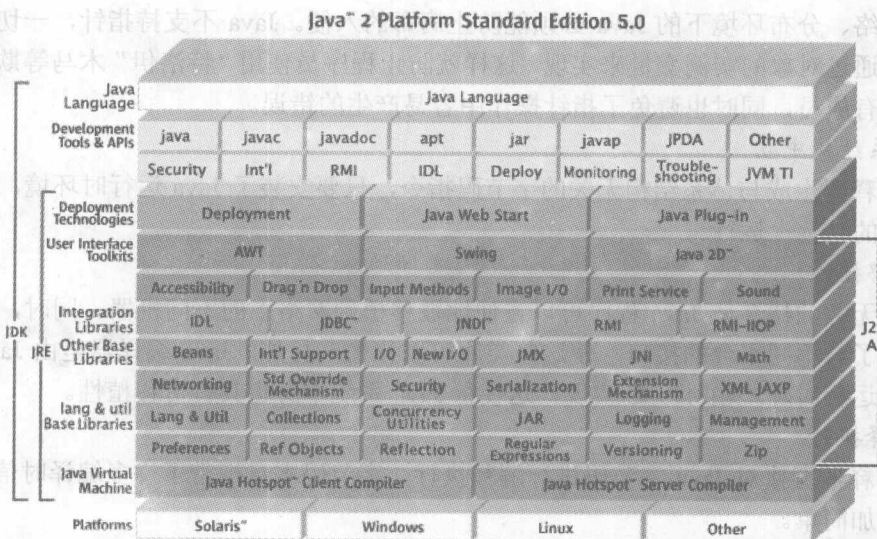 Java™ 2 Platform Standard Edition 5.0
Java Language
Java Language
Development Tools & APIs
java javac javadoc apt jar javap JPDA Other
Security Int'l RMI IDL Deploy Monitoring Trouble-shooting JVM TI
Deployment Technologies
Deployment Java Web Start Java Plug-in
User Interface Toolkits
AWT Swing Java 2D™
Accessibility Drag'n Drop Input Methods Image I/O Print Service Sound
Integration Libraries
IDL JDBC™ JNDI™ RMI RMI-IIOP
JDK
JRE
J2
A
Other Base Libraries
Beans Int'l Support I/O New I/O JMX JNI Math
Networking Std. Override Mechanism Security Serialization Extension Mechanism XML JAXP
lang & util Base Libraries
Lang & Util Collections Concurrency Utilities JAR Logging Management
Preferences Ref Objects Reflection Regular Expressions Versioning Zip
Java Virtual Machine
Java Hotspot™ Client Compiler Java Hotspot™ Server Compiler
Platforms
Solaris™ Windows Linux Other